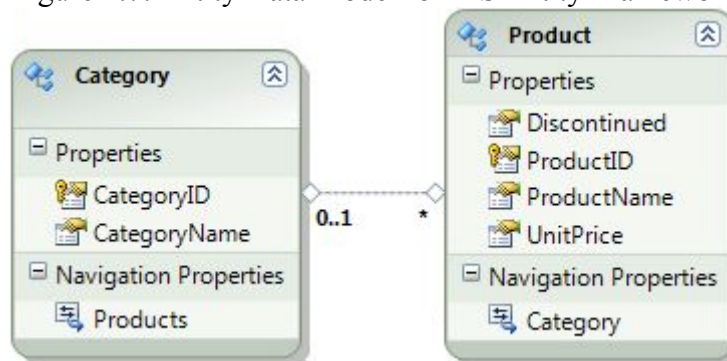 Category
Properties
CategoryID
CategoryName
Navigation Properties
Products
0..1
*
Product
Properties
Discontinued
ProductID
ProductName
UnitPrice
Navigation Properties
Category